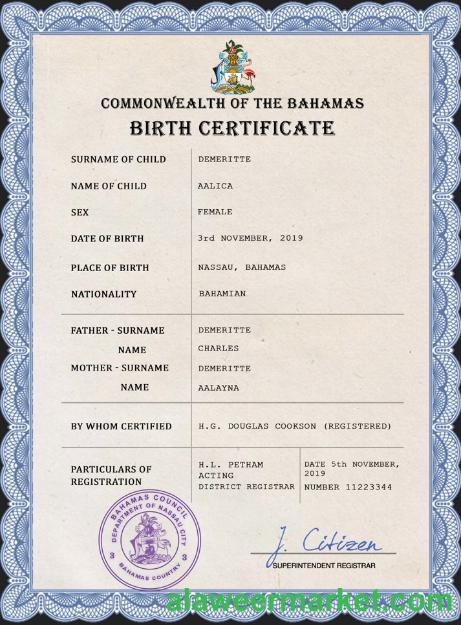 COMMONWEALTH OF THE BAHAMAS
BIRTH CERTIFICATE
SURNAME OF CHILD DEMERITTE
NAME OF CHILD AALICA
SEX FEMALE
DATE OF BIRTH 3rd NOVEMBER, 2019
PLACE OF BIRTH NASSAU, BAHAMAS
NATIONALITY BAHAMIAN
FATHER - SURNAME DEMERITTE
NAME CHARLES
MOTHER - SURNAME DEMERITTE
NAME AALAYNA
BY WHOM CERTIFIED H.G. DOUGLAS COOKSON (REGISTERED)
PARTICULARS OF
REGISTRATION
H.L. PETHAM
ACTING
DISTRICT REGISTRAR
DATE 5th NOVEMBER,
2019
NUMBER 11223344
BAHAMAS COUNCIL
DEPARTMENT OF NASSAU CITY
BAHAMAS COUNTRY
J. Citizen
SUPERINTENDENT REGISTRAR
alaweermarket.com